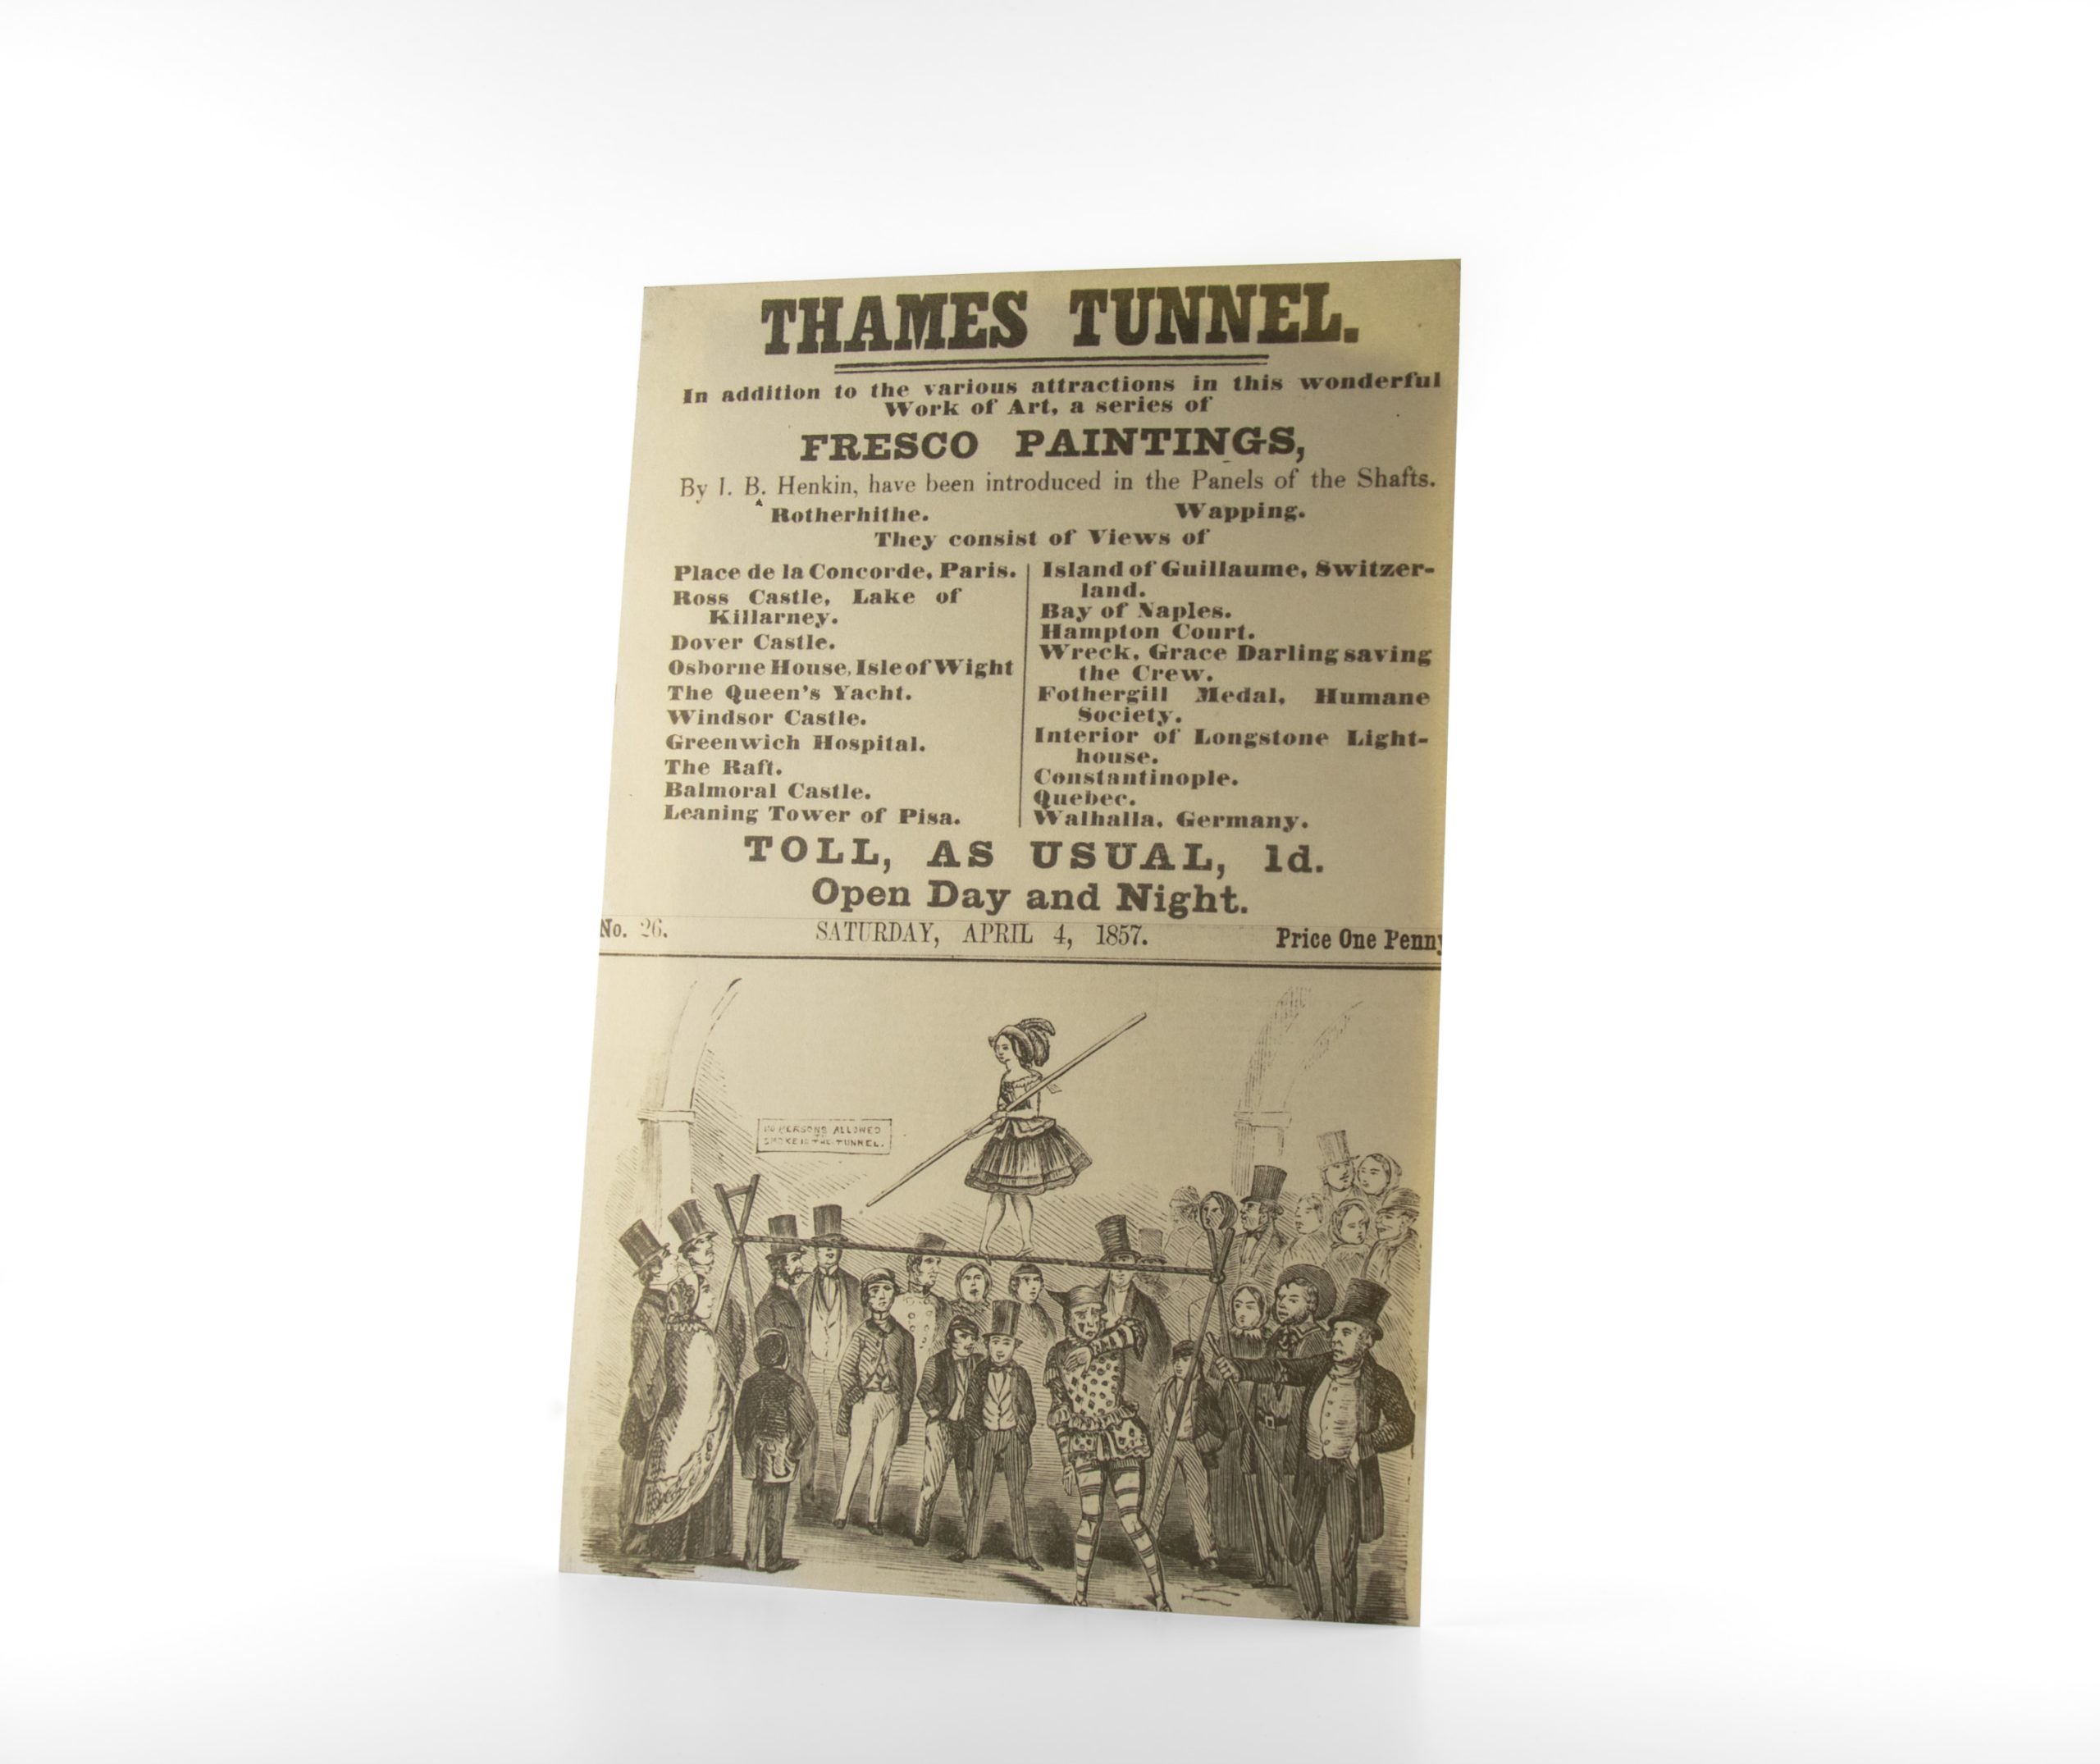 THAMES TUNNEL.
In addition to the various attractions in this wonderful
Work of Art, a series of
FRESCO PAINTINGS,
By I. B. Henkin, have been introduced in the Panels of the Shafts.
Rotherhithe. Wapping.
They consist of Views of
Place de la Concorde, Paris.
Ross Castle, Lake of
Killarney.
Dover Castle.
Osborne House, Isle of Wight
The Queen's Yacht.
Windsor Castle.
Greenwich Hospital.
The Raft.
Balmoral Castle.
Leaning Tower of Pisa.
Island of Guillaume, Switzer-
land.
Bay of Naples.
Hampton Court.
Wreck, Grace Darling saving
the Crew.
Fothergill Medal, Humane
Society.
Interior of Longstone Light-
house.
Constantinople.
Quebec.
Walhalla, Germany.
TOLL, AS USUAL, 1d.
Open Day and Night.
No. 26. SATURDAY, APRIL 4, 1857. Price One Penny
NO PERSONS ALLOWED
TO
SMOKE IN THE TUNNEL.